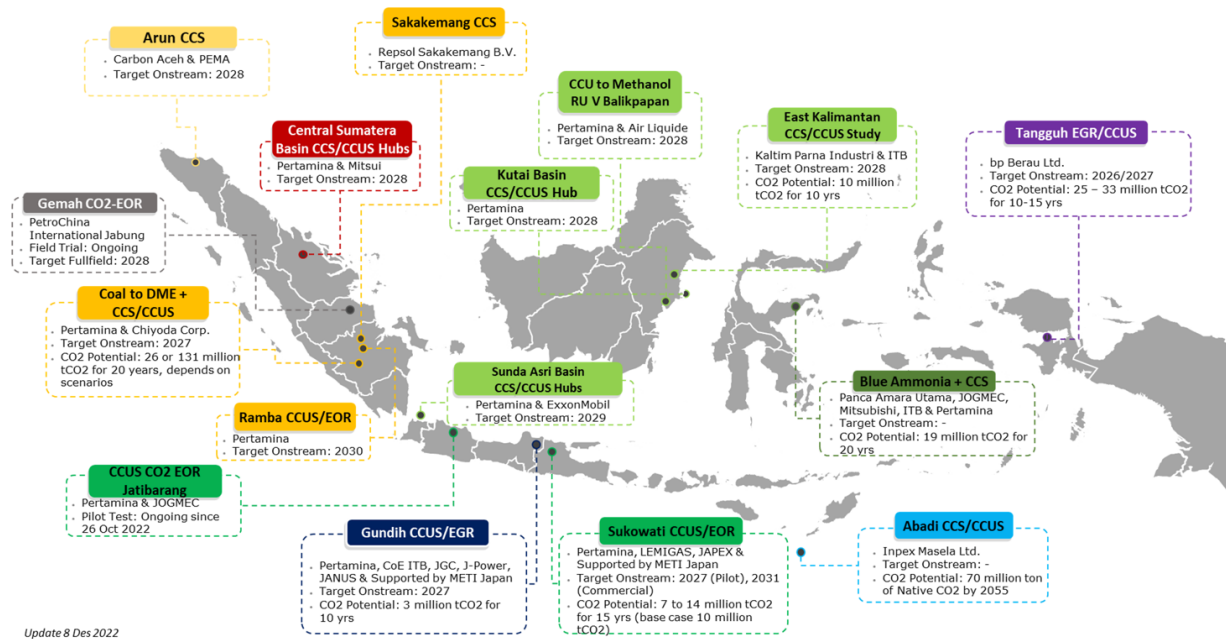 Arun CCS
Carbon Aceh & PEMA
Target Onstream: 2028
Sakakemang CCS
Repsol Sakakemang B.V.
Target Onstream: -
CCU to Methanol
RU V Balikpapan
Pertamina & Air Liquide
Target Onstream:
2028
East Kalimantan
CCS/CCUS Study
Kaltim Parna Industri & ITB
Target Onstream: 2028
CO2 Potential: 10 million
tCO2 for 10 yrs
Tangguh EGR/CCUS
bp Berau Ltd.
Target Onstream: 2026/2027
CO2 Potential: 25 – 33 million tCO2
for 10-15 yrs
Central Sumatera
Basin CCS/CCUS Hubs
Pertamina & Mitsui
Target Onstream: 2028
Kutai Basin
CCS/CCUS Hub
Pertamina
Target Onstream: 2028
Gemah CO2-EOR
PetroChina
International Jabung
Field Trial: Ongoing
Target Fullfield: 2028
Coal to DME +
CCS/CCUS
Pertamina & Chiyoda Corp.
Target Onstream: 2027
CO2 Potential: 26 or 131 million
tCO2 for 20 years, depends on
scenarios
Sunda Asri Basin
CCS/CCUS Hubs
Pertamina & ExxonMobil
Target Onstream: 2029
Blue Ammonia + CCS
Panca Amara Utama, JOGMEC,
Mitsubishi, ITB & Pertamina
Target Onstream: -
CO2 Potential: 19 million tCO2 for
20 yrs
Ramba CCUS/EOR
Pertamina
Target Onstream: 2030
CCUS CO2 EOR
Jatibarang
Pertamina & JOGMEC
Pilot Test: Ongoing since
26 Oct 2022
Gundih CCUS/EGR
Pertamina, CoE ITB, JGC, J-Power,
JANUS & Supported by METI Japan
Target Onstream: 2027
CO2 Potential: 3 million tCO2 for
10 yrs
Sukowati CCUS/EOR
Pertamina, LEMIGAS, JAPEX &
Supported by METI Japan
Target Onstream: 2027 (Pilot), 2031
(Commercial)
CO2 Potential: 7 to 14 million tCO2
for 15 yrs (base case 10 million
tCO2)
Abadi CCS/CCUS
Inpex Masela Ltd.
Target Onstream: -
CO2 Potential: 70 million ton
of Native CO2 by 2055
Update 8 Des 2022